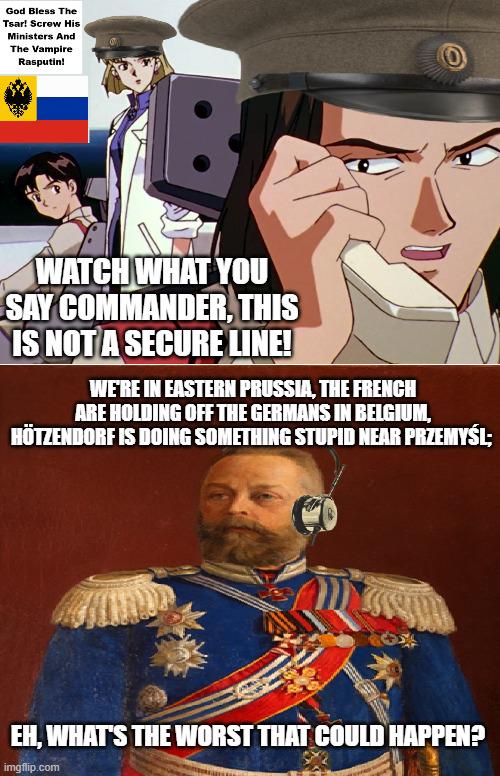 God Bless The
Tsar! Screw His
Ministers And
The Vampire
Rasputin!
WATCH WHAT YOU
SAY COMMANDER, THIS
IS NOT A SECURE LINE!
WE'RE IN EASTERN PRUSSIA, THE FRENCH
ARE HOLDING OFF THE GERMANS IN BELGIUM,
HÖTZENDORF IS DOING SOMETHING STUPID NEAR PRZEMYŚL;
EH, WHAT'S THE WORST THAT COULD HAPPEN?
imgflip.com